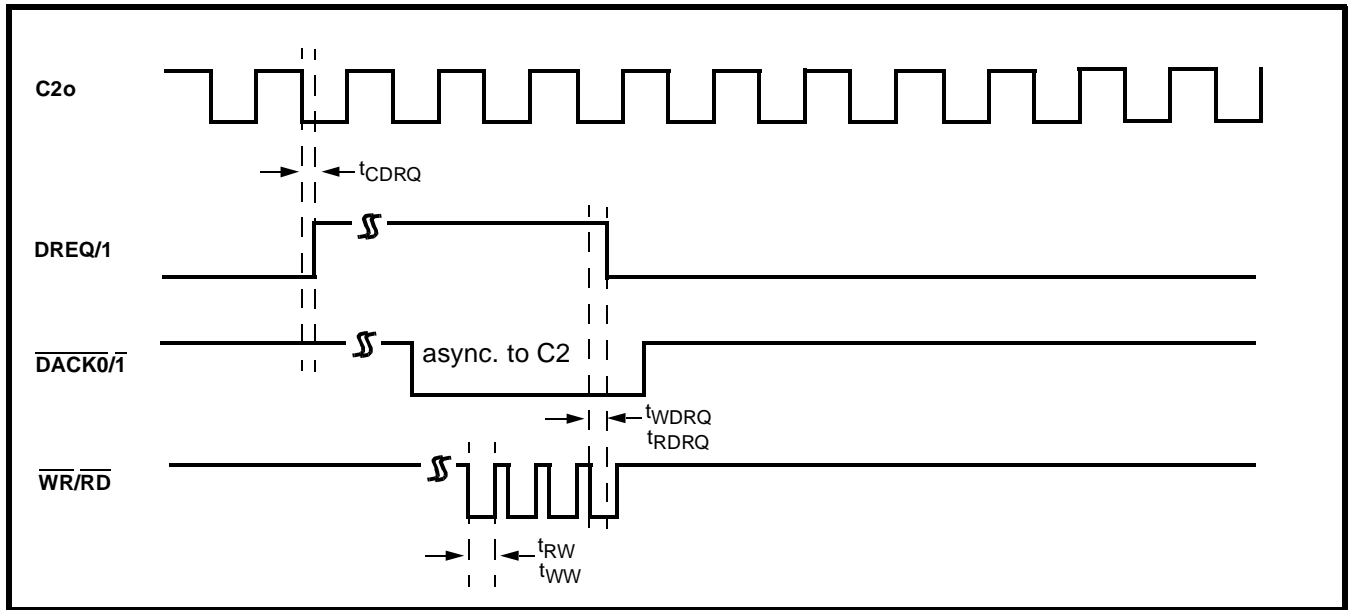 C2o
tCDRQ
DREQ/1
DACK0/1
async. to C2
tWDRQ
tRDRQ
WR/RD
tRW
tWW